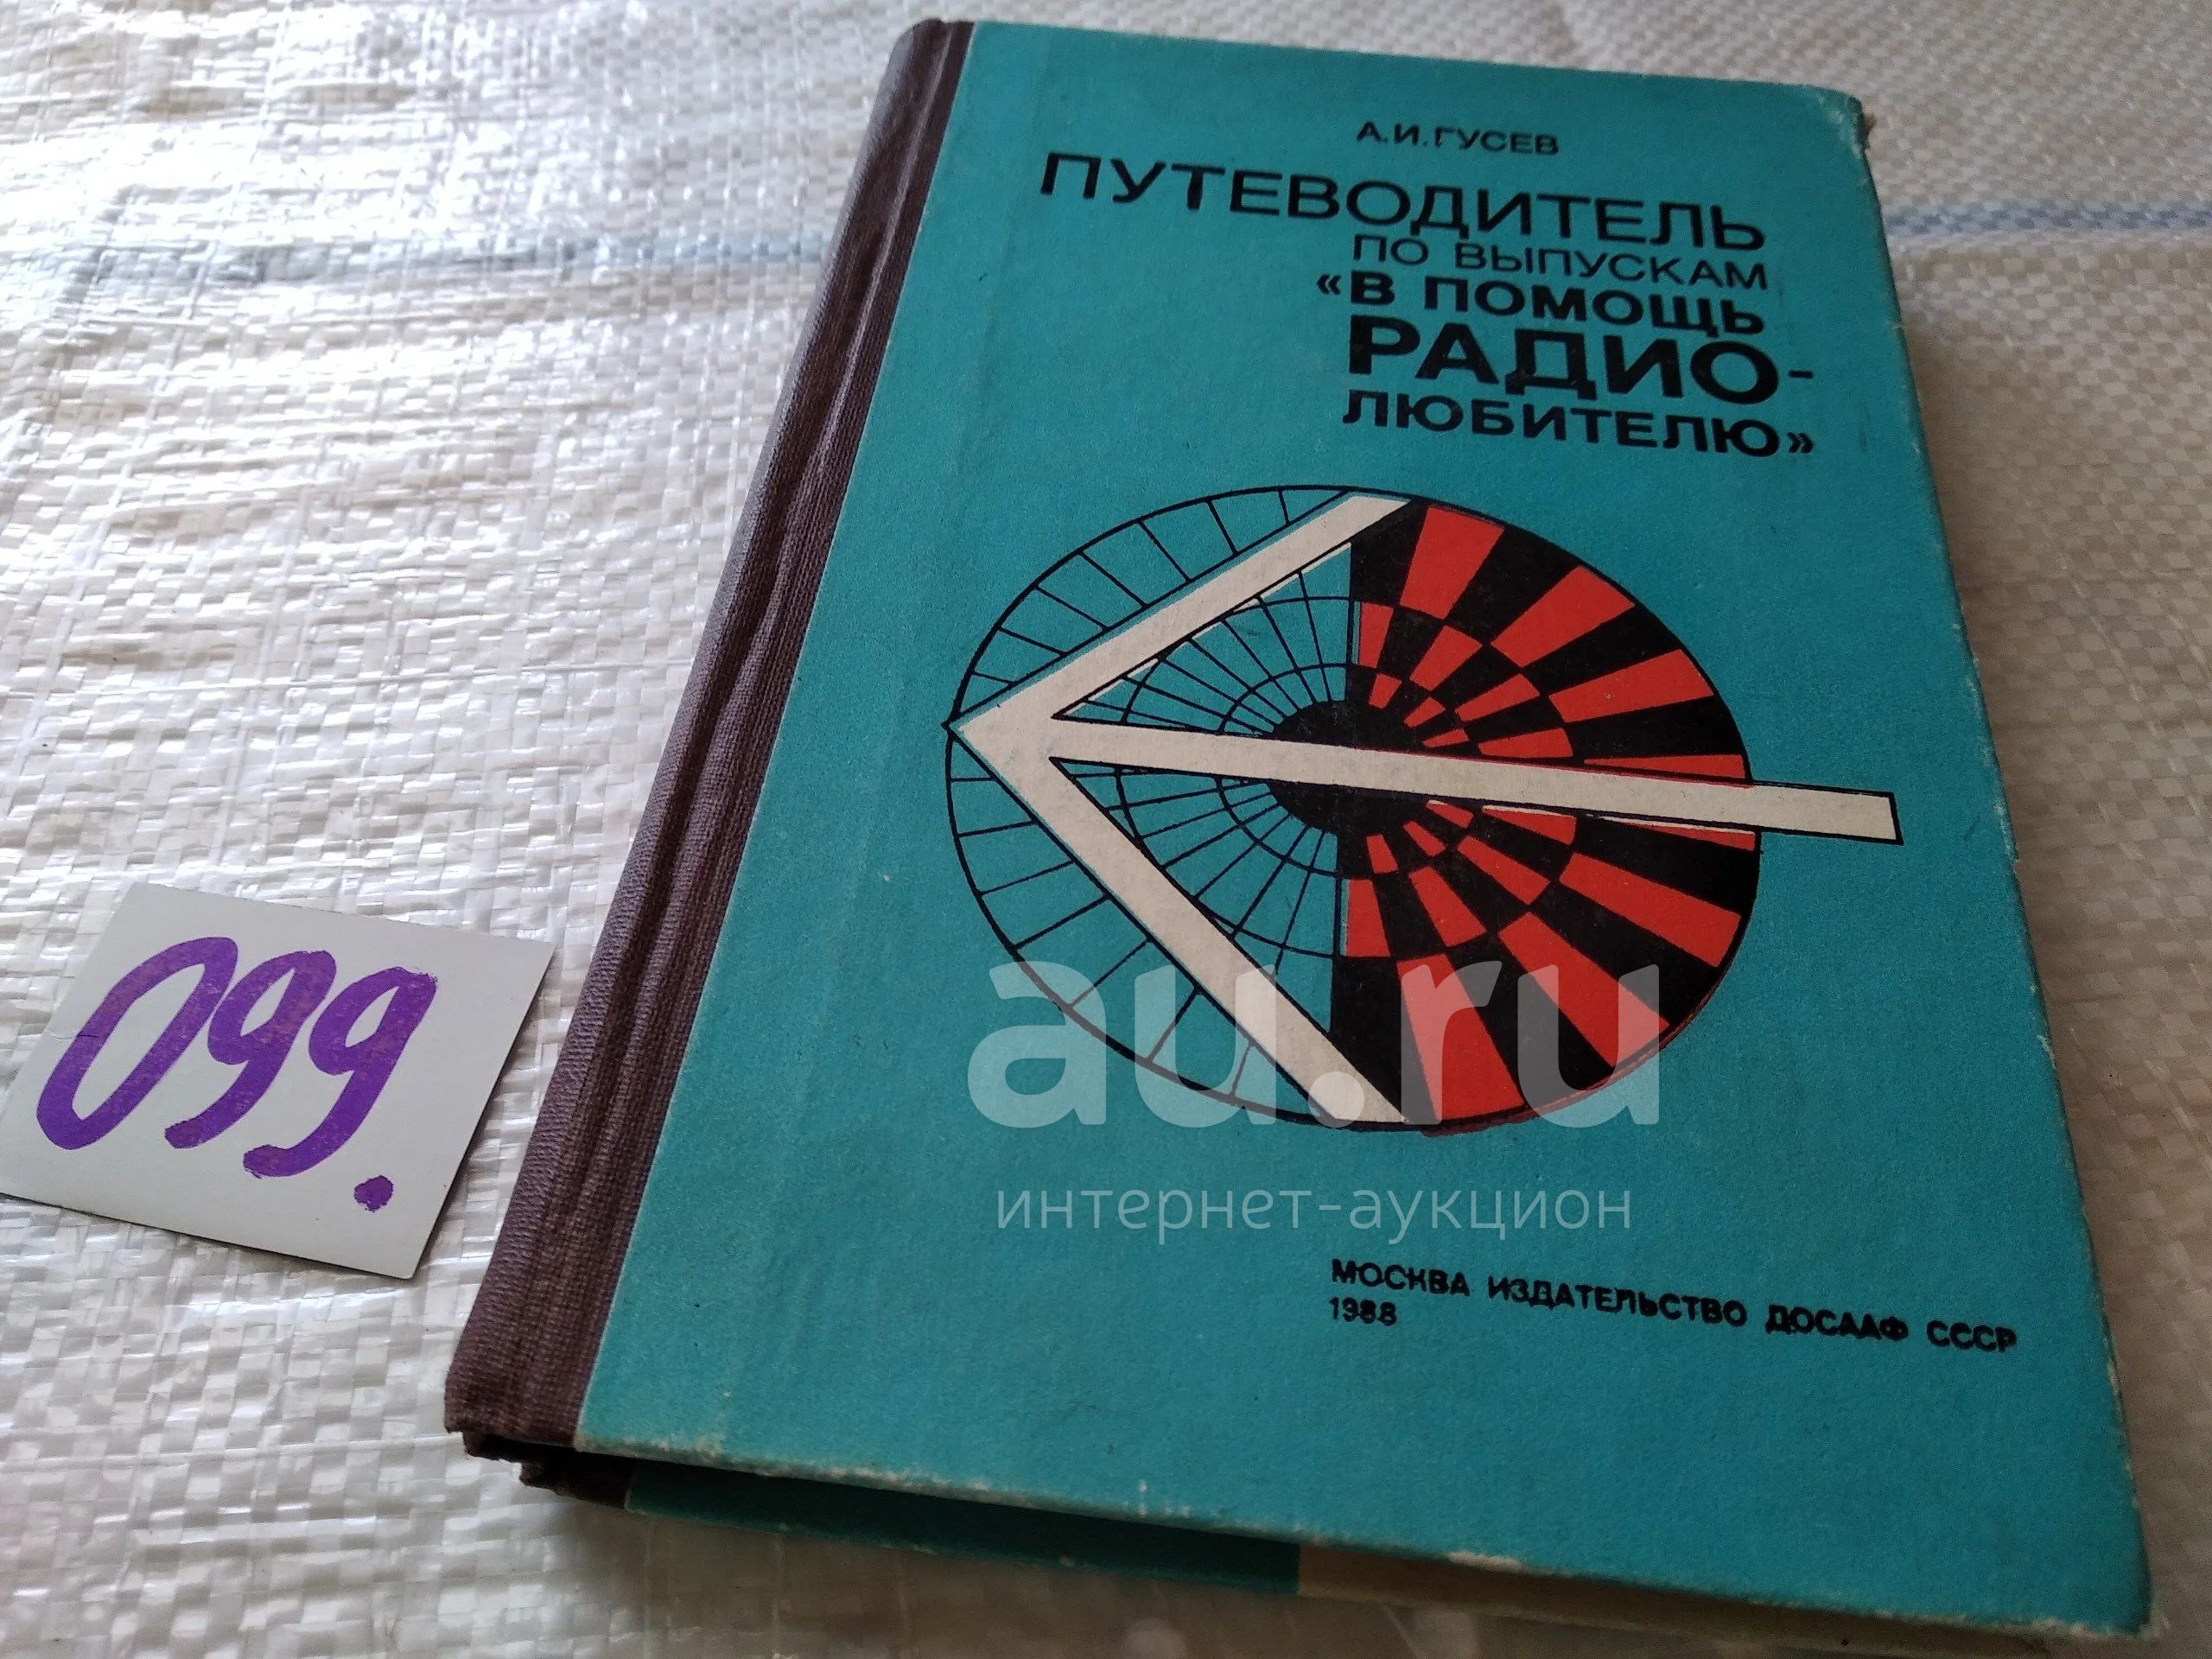 А.И.ГУСЕВ
ПУТЕВОДИТЕЛЬ
ПО ВЫПУСКАМ
«В ПОМОЩЬ
РАДИО-
ЛЮБИТЕЛЮ»
099.
au.ru
интернет-аукцион
МОСКВА ИЗДАТЕЛЬСТВО ДОСААФ СССР
1988